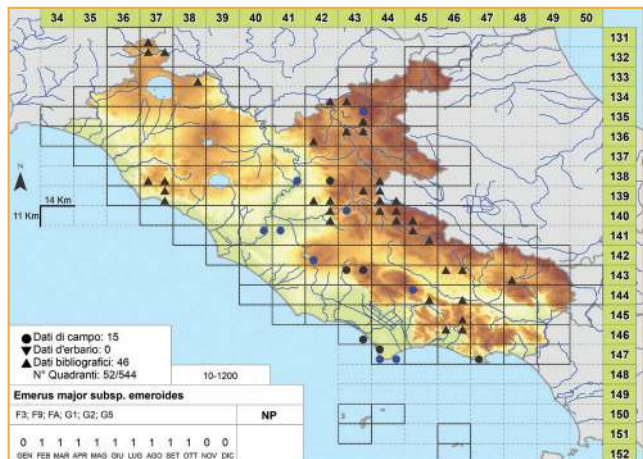 34 35 36 37 38 39 40 41 42 43 44 45 46 47 48 49 50
131
132
133
134
135
136
137
138
139
140
141
142
143
144
145
146
147
148
149
150
151
152
N
14 Km
11 Km
Dati di campo: 15
Dati d'erbario: 0
Dati bibliografici: 46
N° Quadranti: 52/544
10-1200
Emerus major subsp. emeroides
F3; F9; FA; G1; G2; G5
NP
0 1 1 1 1 1 1 1 1 1 0 0
GEN FEB MAR APR MAG GIU LUG AGO SET OTT NOV DIC